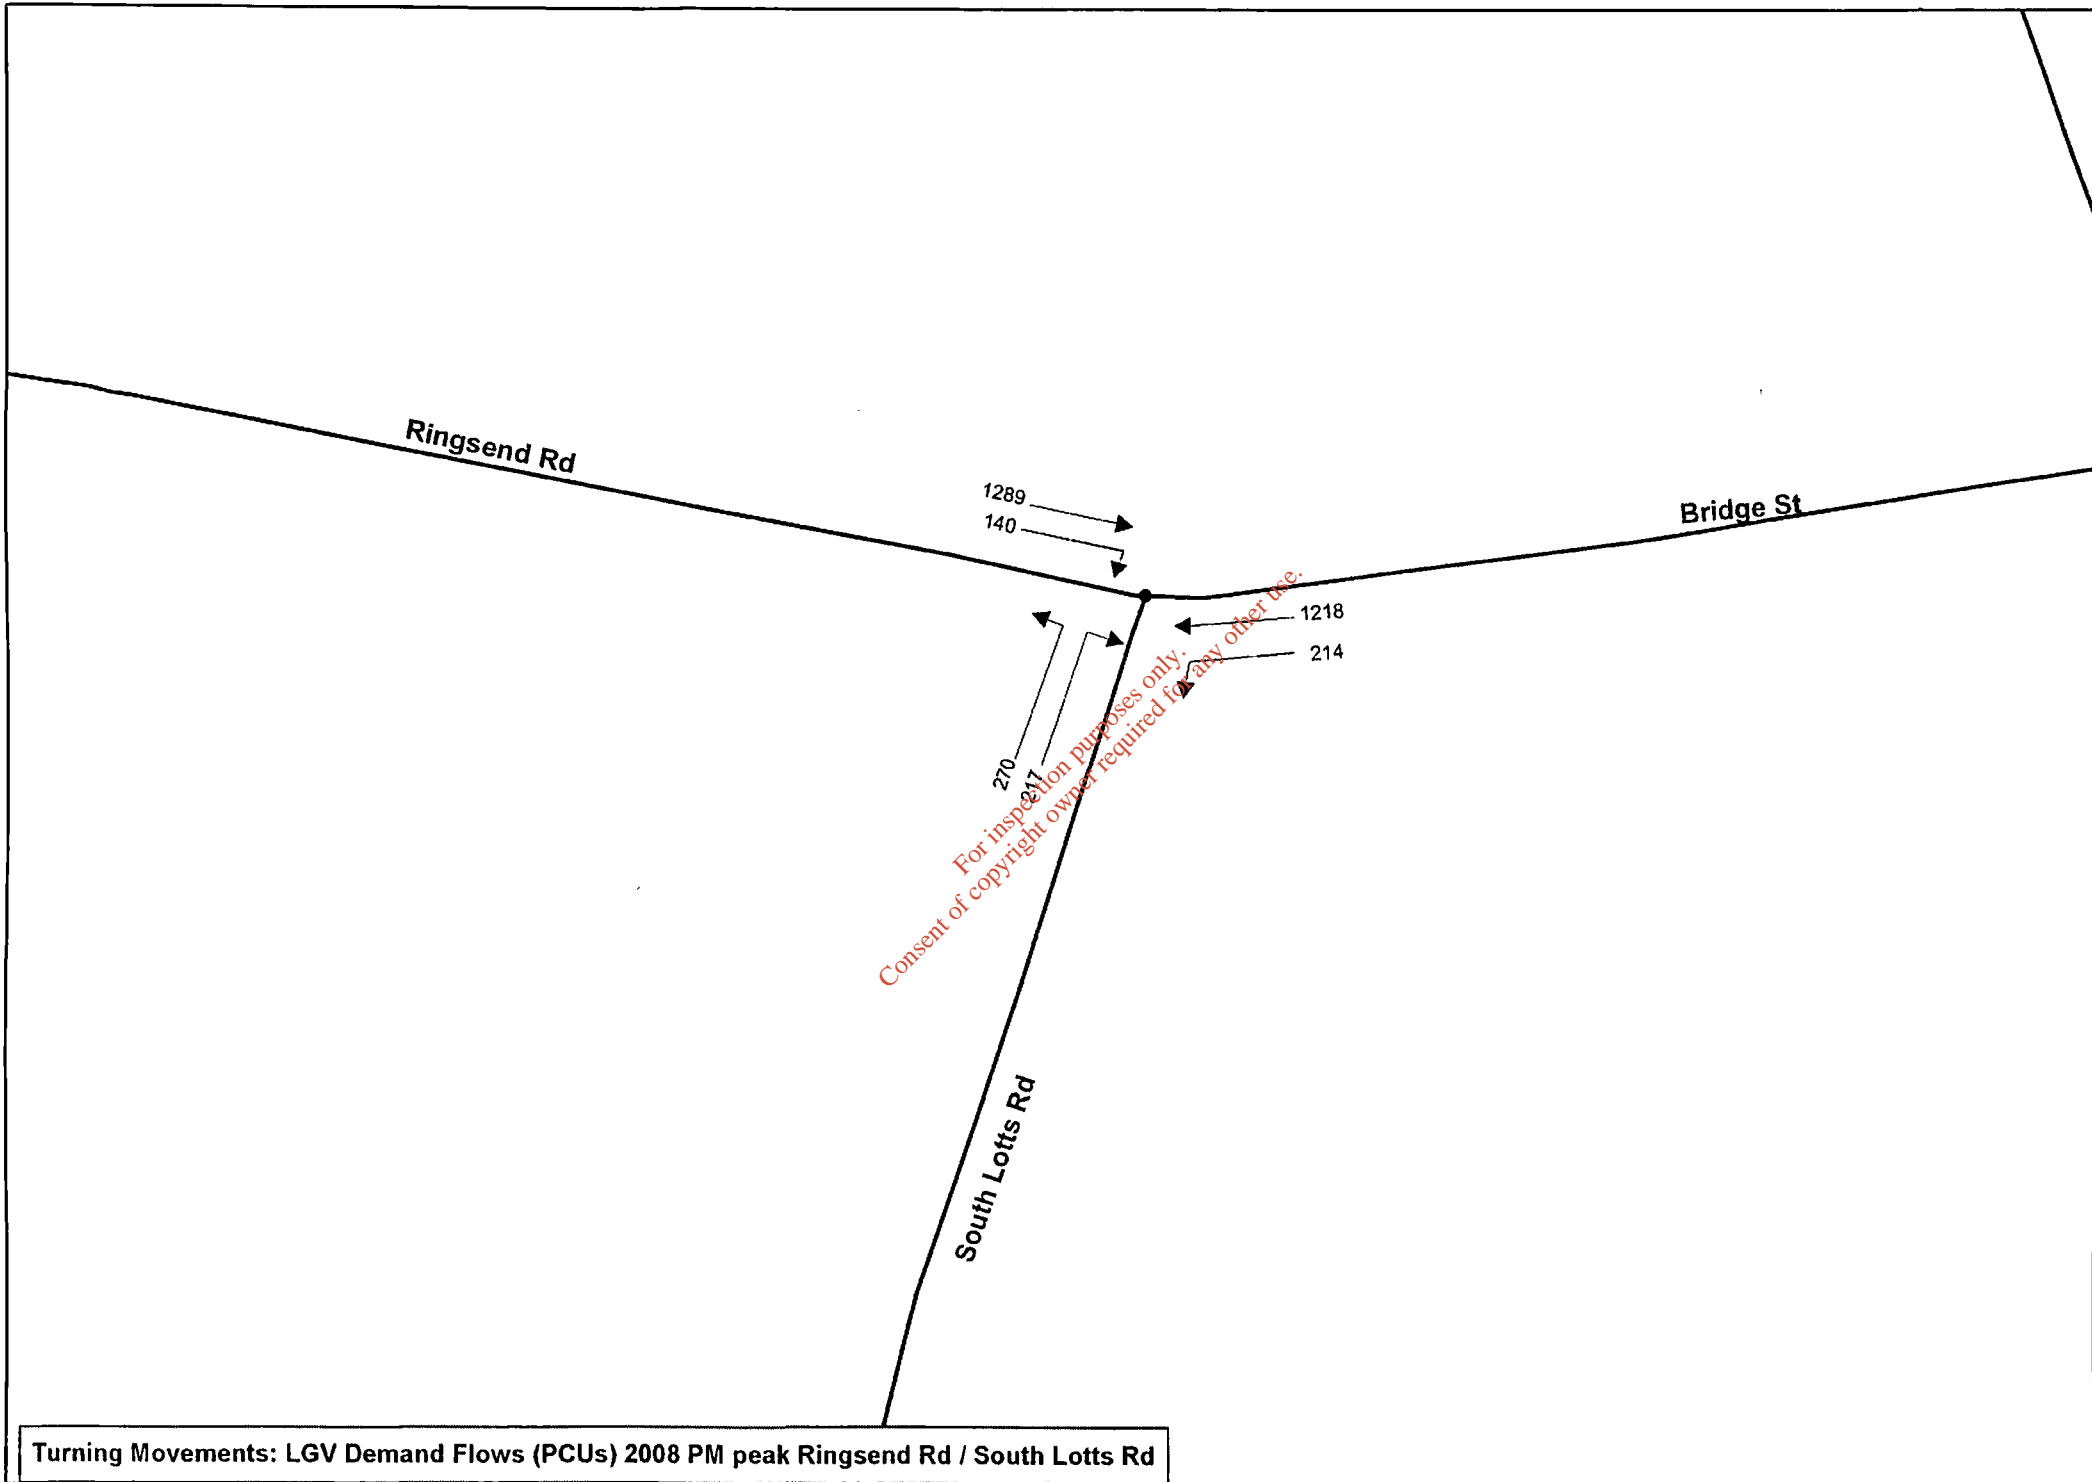 Ringsend Rd
1289
140
Bridge St
1218
214
270
217
For inspection purposes only.
Consent of copyright owner required for any other use.
South Lotts Rd
Turning Movements: LGV Demand Flows (PCUs) 2008 PM peak Ringsend Rd / South Lotts Rd